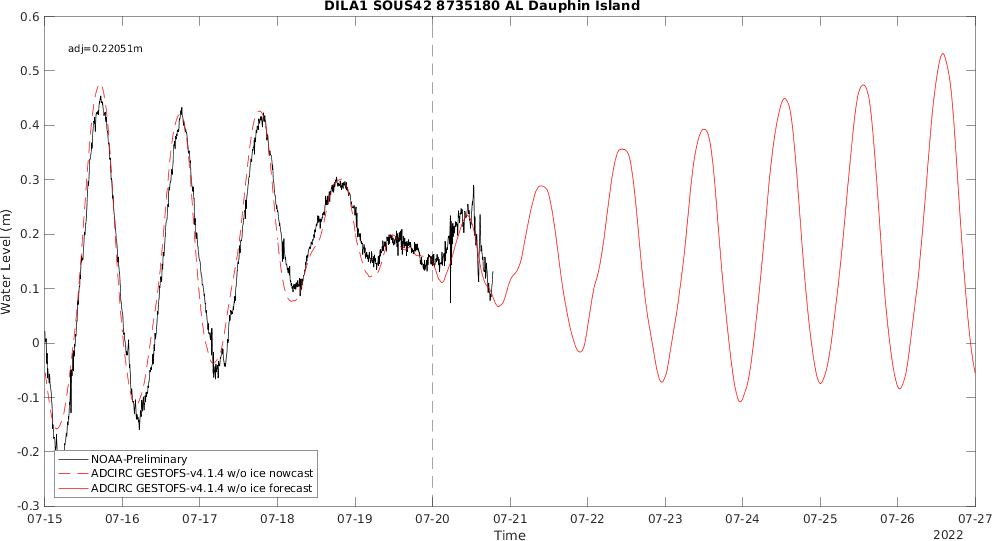 DILA1 SOUS42 8735180 AL Dauphin Island
adj=0.22051m
0.6
0.5
0.4
0.3
0.2
0.1
0
-0.1
-0.2
-0.3
Water Level (m)
NOAA-Preliminary
ADCIRC GESTOFS-v4.1.4 w/o ice nowcast
ADCIRC GESTOFS-v4.1.4 w/o ice forecast
07-15 07-16 07-17 07-18 07-19 07-20 07-21 07-22 07-23 07-24 07-25 07-26 07-27
Time
2022